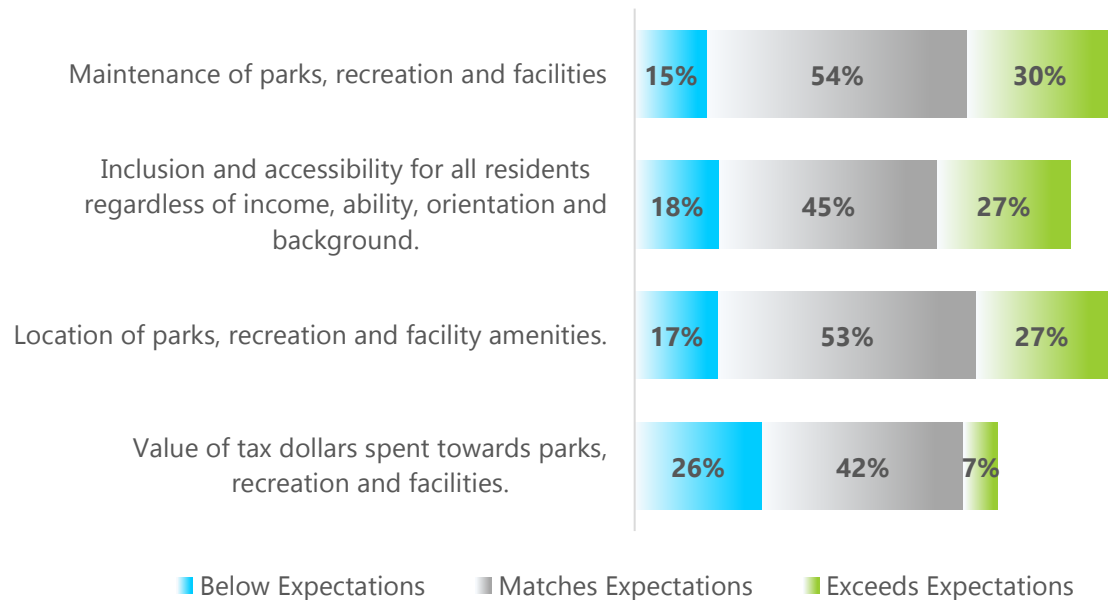 Maintenance of parks, recreation and facilities
15% 54% 30%
Inclusion and accessibility for all residents
regardless of income, ability, orientation and
background.
18% 45% 27%
Location of parks, recreation and facility amenities.
17% 53% 27%
Value of tax dollars spent towards parks,
recreation and facilities.
26% 42% 7%
Below Expectations Matches Expectations Exceeds Expectations